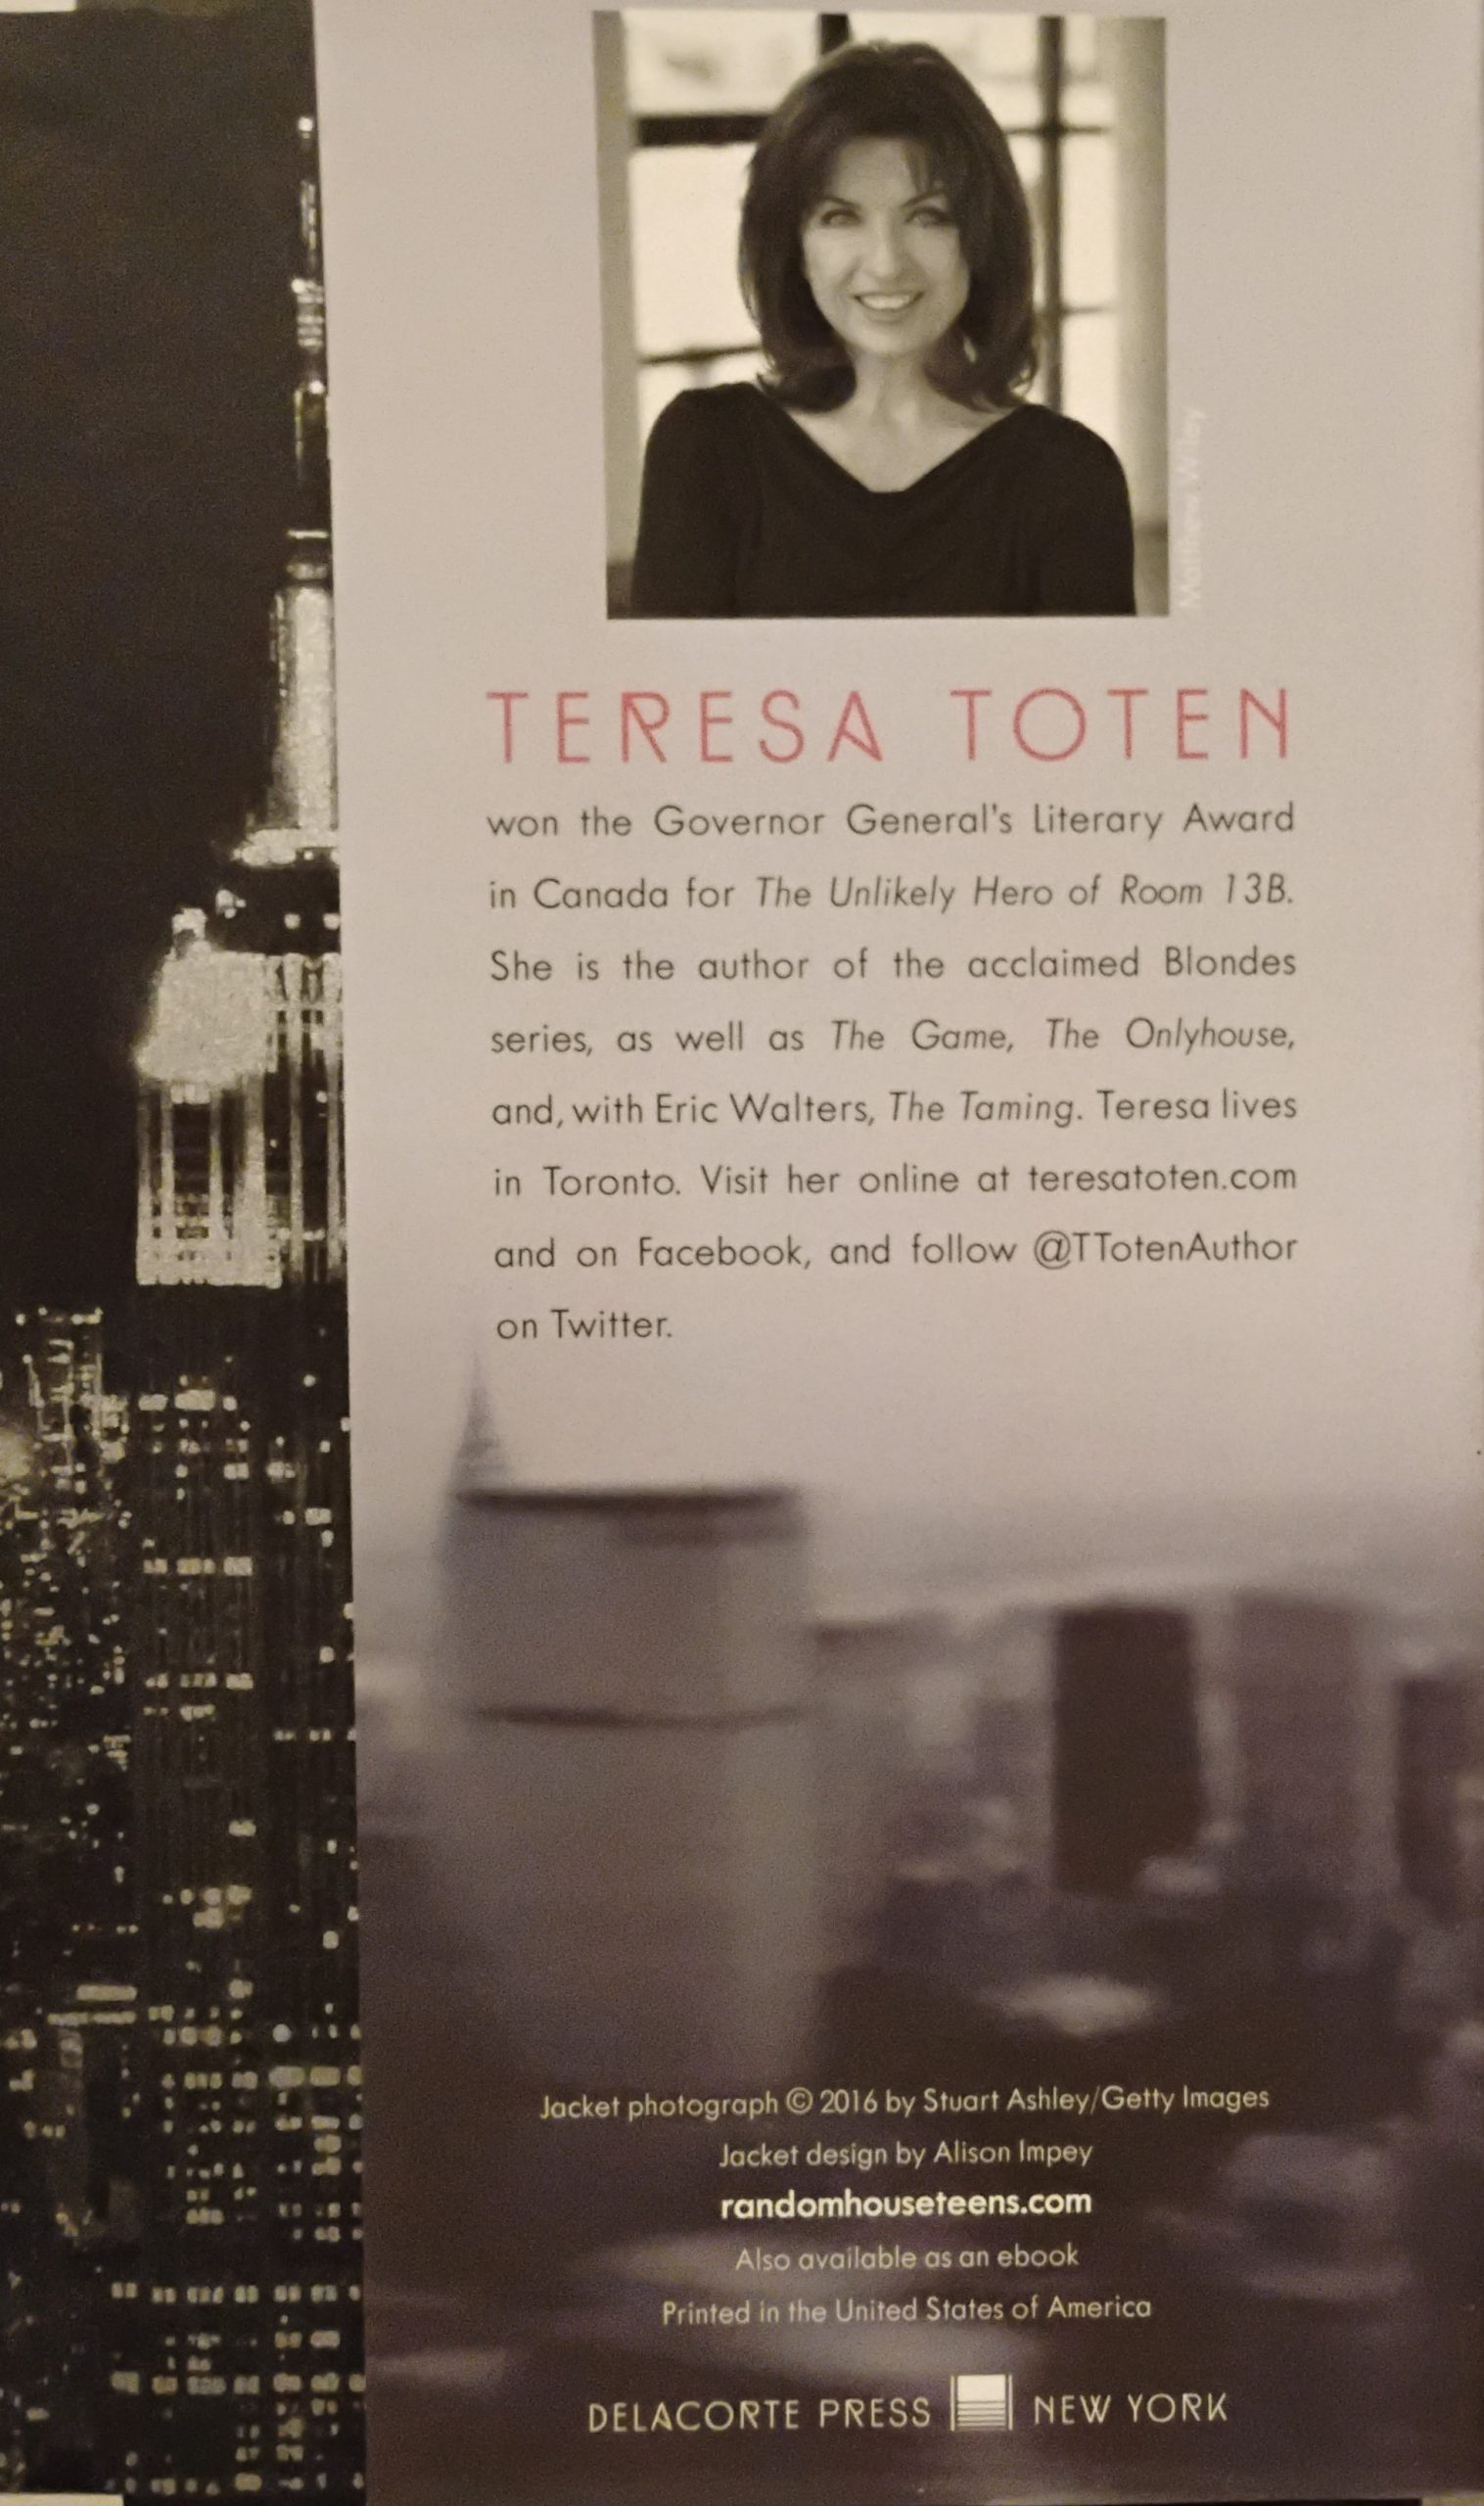 Matthew Wiley
TERESA TOTEN
won the Governor General's Literary Award
in Canada for The Unlikely Hero of Room 13B.
She is the author of the acclaimed Blondes
series, as well as The Game, The Onlyhouse,
and, with Eric Walters, The Taming. Teresa lives
in Toronto. Visit her online at teresatoten.com
and on Facebook, and follow @TTotenAuthor
on Twitter.
Jacket photograph © 2016 by Stuart Ashley/Getty Images
Jacket design by Alison Impey
randomhouseteens.com
Also available as an ebook
Printed in the United States of America
DELACORTE PRESS NEW YORK